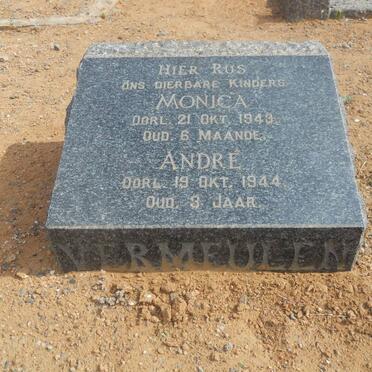 HIER RUS
ONS DIERBARE KINDERS
MONICA
OORL. 21 OKT. 1943.
OUD. 6 MAANDE.
ANDRÉ
OORL. 19 OKT. 1944.
OUD. 3 JAAR.
VERMEULEN